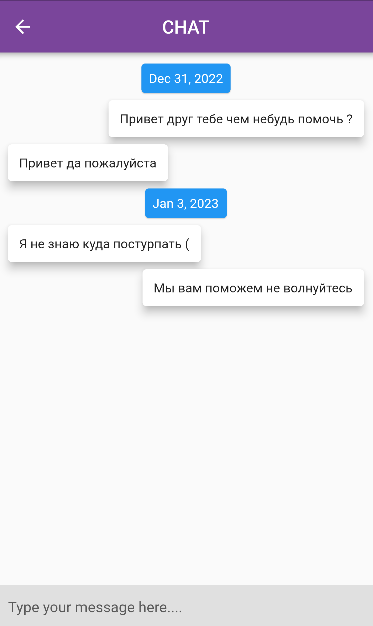 CHAT
Dec 31, 2022
Привет друг тебе чем небудь помочь ?
Привет да пожалуйста
Jan 3, 2023
Я не знаю куда постурпать (
Мы вам поможем не волнуйтесь
Type your message here....